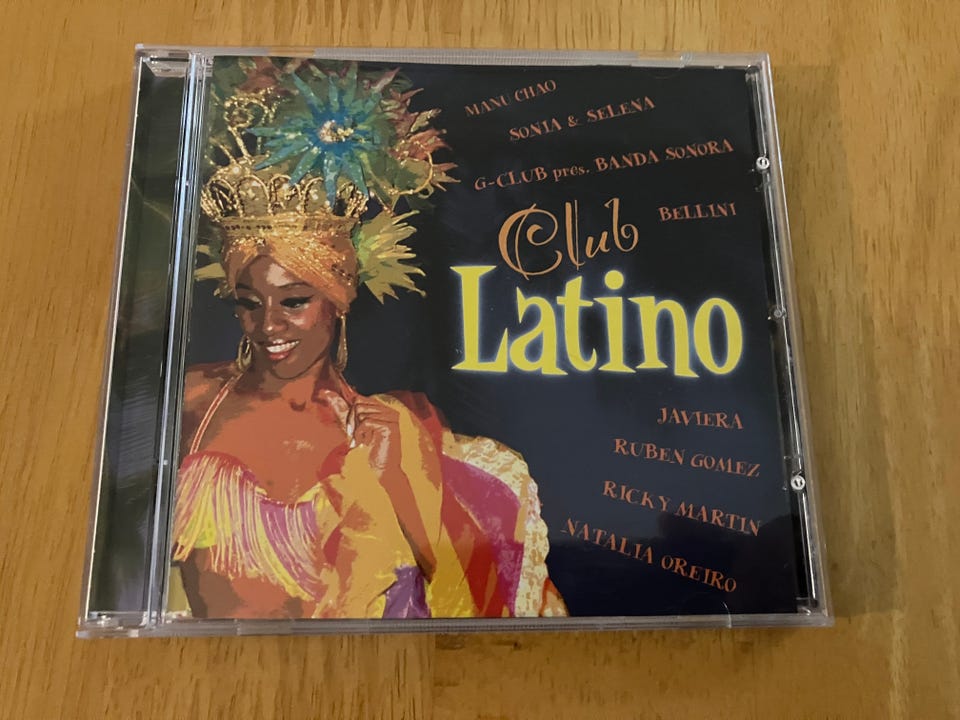 MANU CHAO
SONIA & SELENA
G-CLUB pres. BANDA SONORA
BELLINI
Club
Latino
JAVIERA
RUBEN GOMEZ
RICKY MARTIN
NATALIA OREIRO